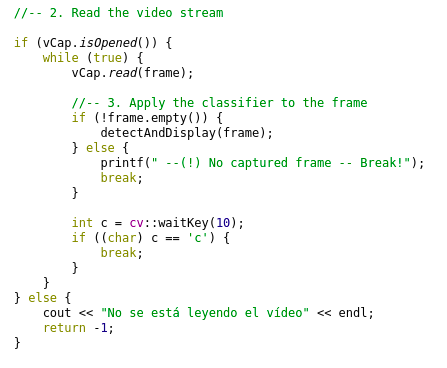 //-- 2. Read the video stream
if (vCap.isOpened()) {
while (true) {
vCap.read(frame);
//-- 3. Apply the classifier to the frame
if (!frame.empty()) {
detectAndDisplay(frame);
} else {
printf(" --(!) No captured frame -- Break!");
break;
}
int c = cv::waitKey(10);
if ((char) c == 'c') {
break;
}
}
} else {
cout << "No se está leyendo el vídeo" << endl;
return -1;
}